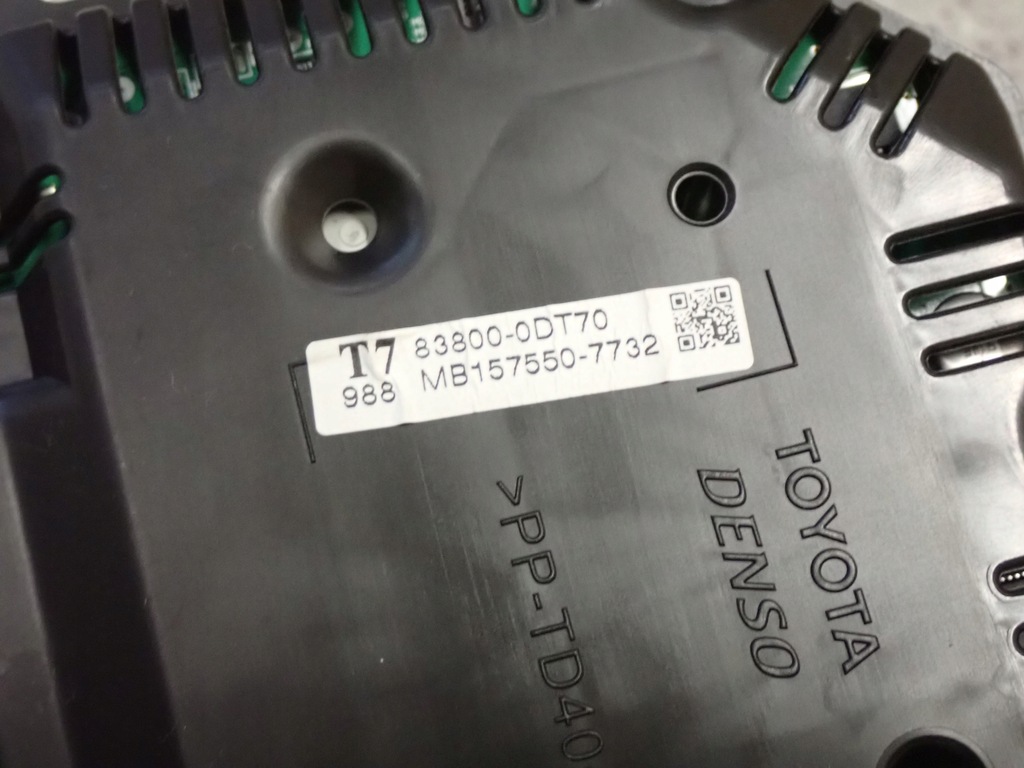 T7
988
83800-0DT70
MB157550-7732
TOYOTA
DENSO
>PP-TD40